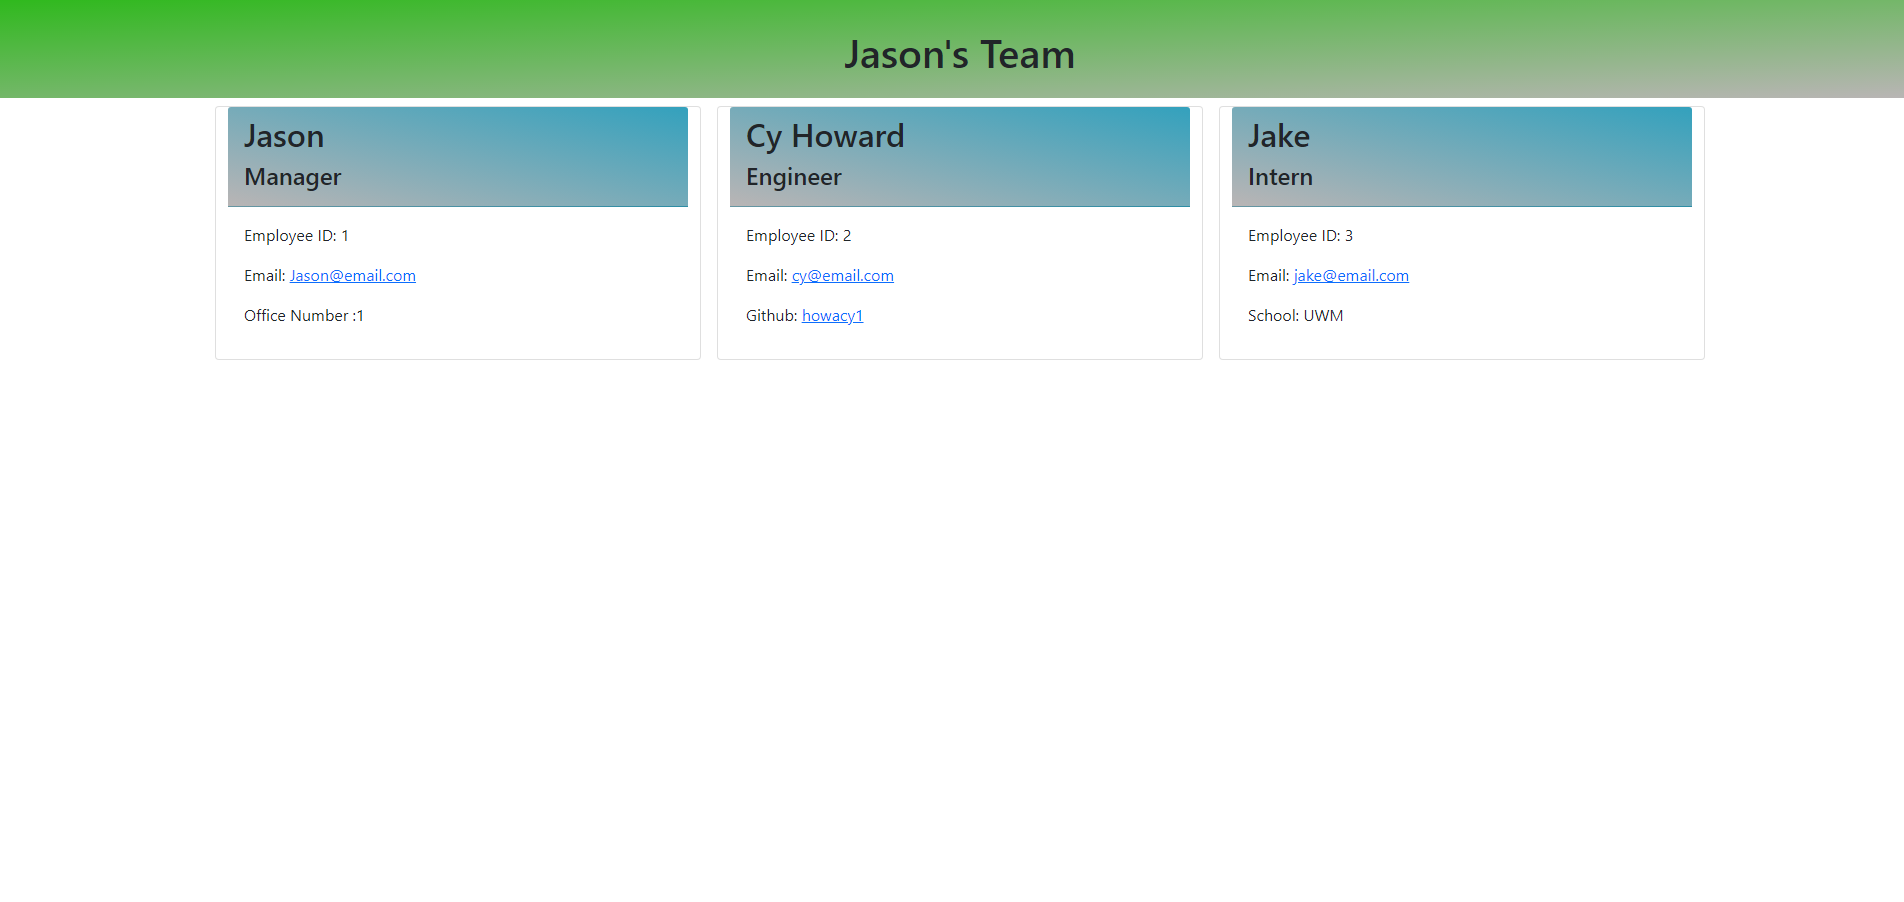 Jason's Team
Jason
Manager
Employee ID: 1
Email: Jason@email.com
Office Number :1
Cy Howard
Engineer
Employee ID: 2
Email: cy@email.com
Github: howacy1
Jake
Intern
Employee ID: 3
Email: jake@email.com
School: UWM